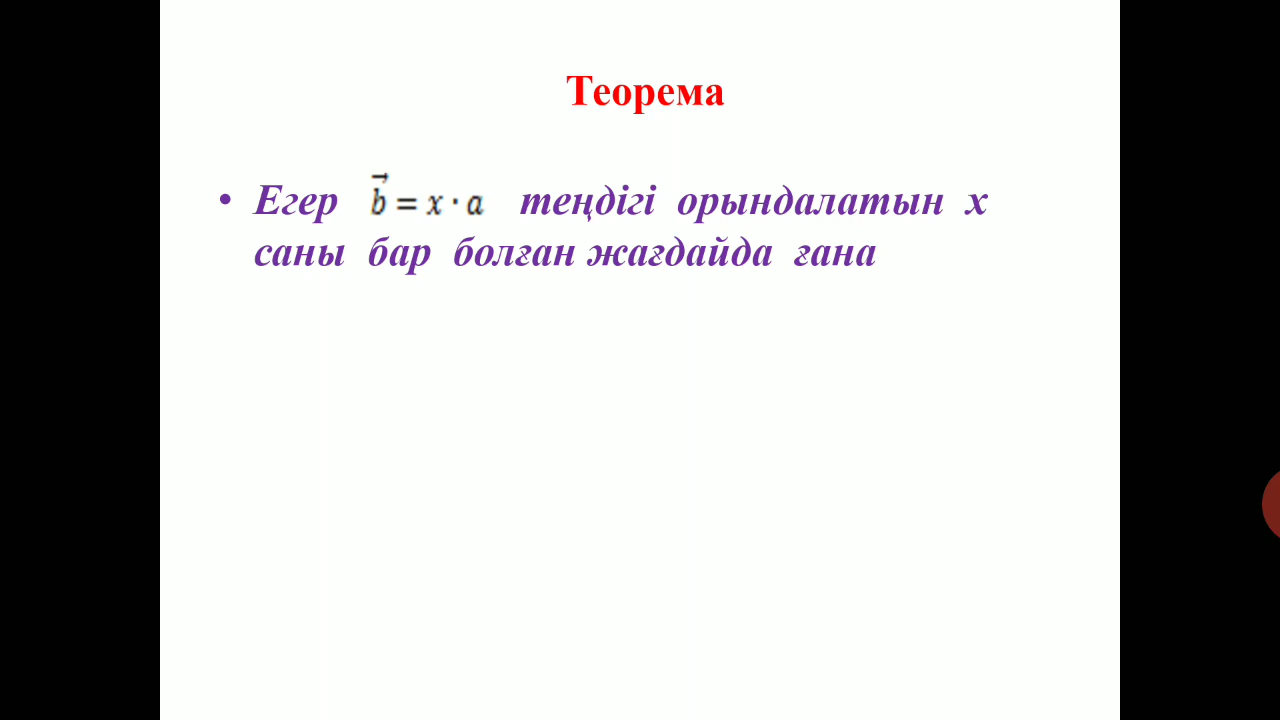 Теорема
• Егер b⃗ = x · a теңдігі орындалатын x
саны бар болған жағдайда ғана